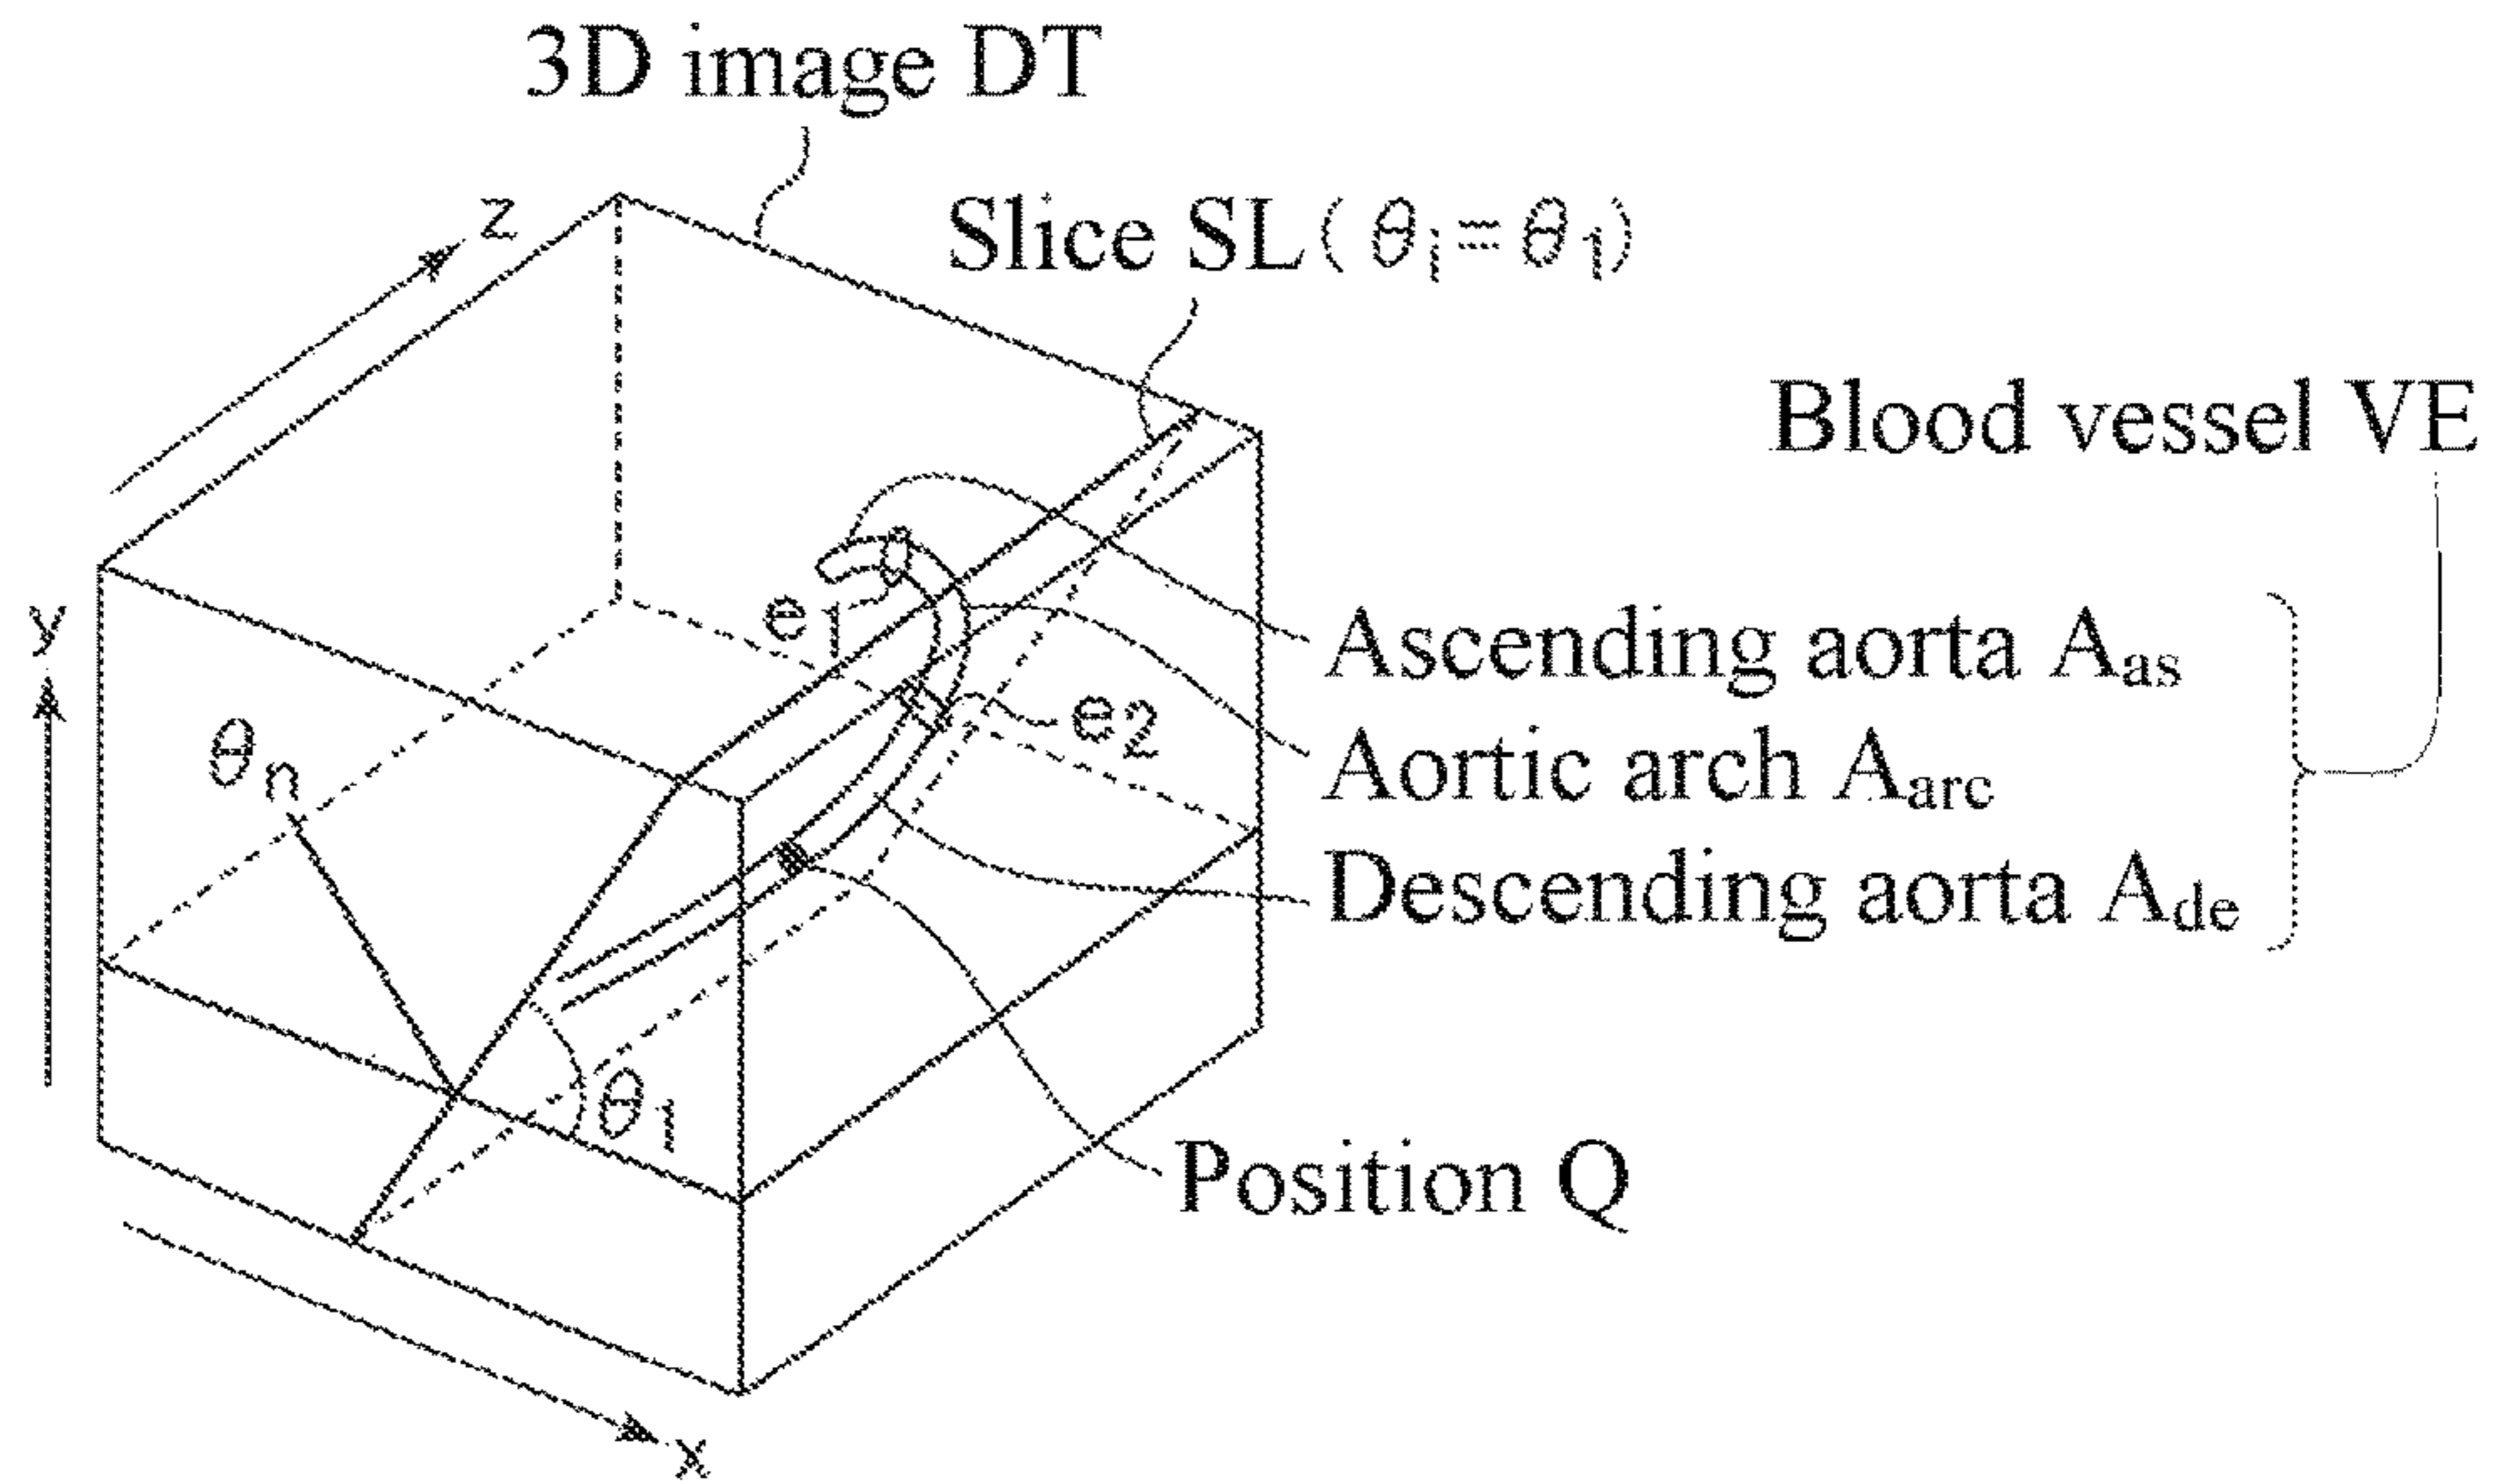 3D image DT
z
Slice SL(θi=θ1)
Blood vessel VE
y
e1
Ascending aorta Aas
e2
θn
Aortic arch Aarc
Descending aorta Ade
θ1
Position Q
x